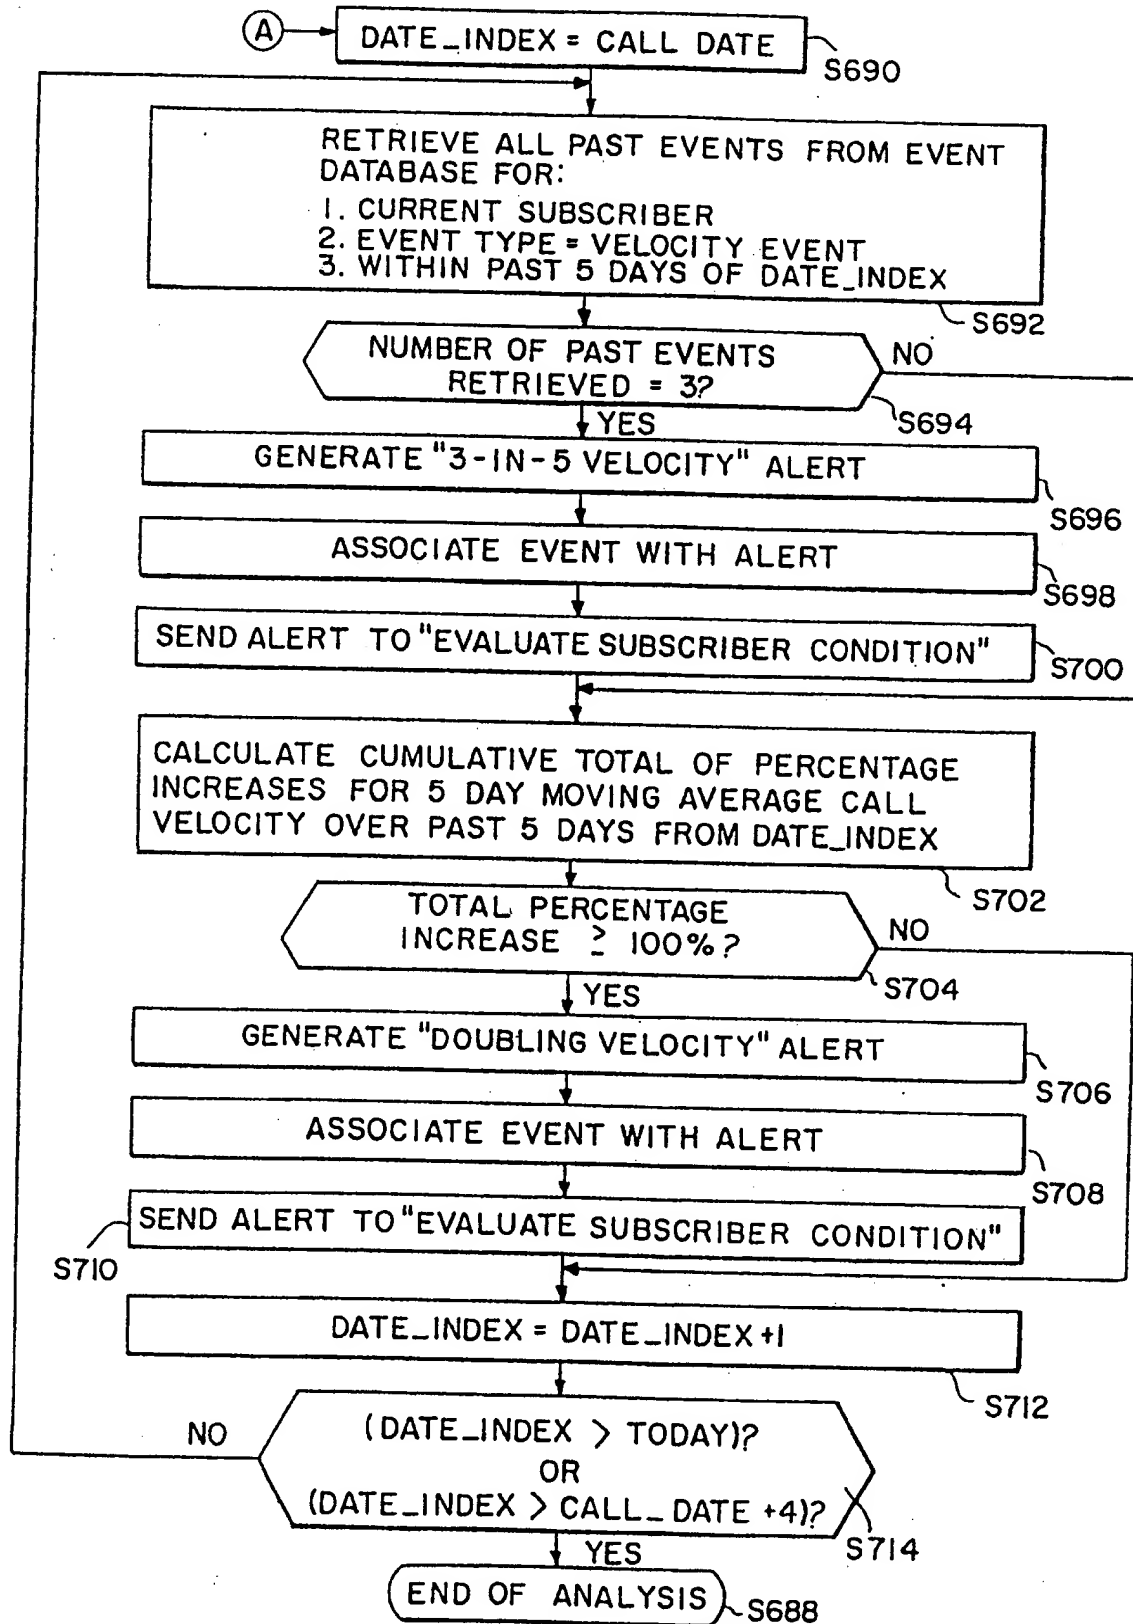 A
DATE_INDEX = CALL DATE
S690
RETRIEVE ALL PAST EVENTS FROM EVENT
DATABASE FOR:
1. CURRENT SUBSCRIBER
2. EVENT TYPE = VELOCITY EVENT
3. WITHIN PAST 5 DAYS OF DATE_INDEX
S692
NUMBER OF PAST EVENTS
RETRIEVED = 3?
NO
S694
YES
GENERATE "3-IN-5 VELOCITY" ALERT
S696
ASSOCIATE EVENT WITH ALERT
S698
SEND ALERT TO "EVALUATE SUBSCRIBER CONDITION"
S700
CALCULATE CUMULATIVE TOTAL OF PERCENTAGE
INCREASES FOR 5 DAY MOVING AVERAGE CALL
VELOCITY OVER PAST 5 DAYS FROM DATE_INDEX
S702
TOTAL PERCENTAGE
INCREASE ≥ 100%?
NO
S704
YES
GENERATE "DOUBLING VELOCITY" ALERT
S706
ASSOCIATE EVENT WITH ALERT
S708
SEND ALERT TO "EVALUATE SUBSCRIBER CONDITION"
S710
DATE_INDEX = DATE_INDEX +1
S712
NO
(DATE_INDEX > TODAY)?
OR
(DATE_INDEX > CALL_DATE +4)?
S714
YES
END OF ANALYSIS
S688